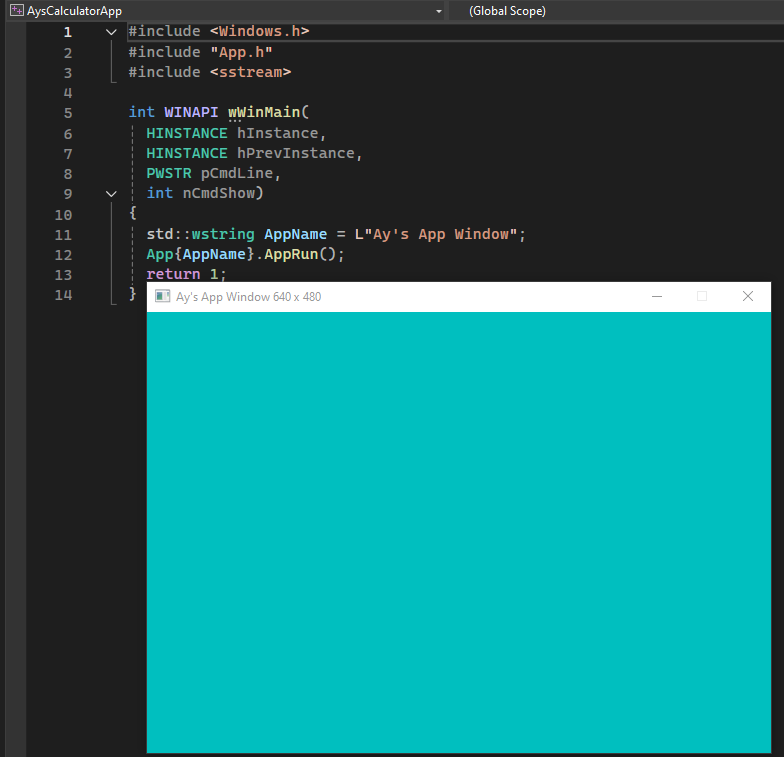 AysCalculatorApp (Global Scope)
1 #include <Windows.h>
2 #include "App.h"
3 #include <sstream>
4
5 int WINAPI wWinMain(
6 HINSTANCE hInstance,
7 HINSTANCE hPrevInstance,
8 PWSTR pCmdLine,
9 int nCmdShow)
10 {
11 std::wstring AppName = L"Ay's App Window";
12 App{AppName}.AppRun();
13 return 1;
14 }
Ay's App Window 640 x 480